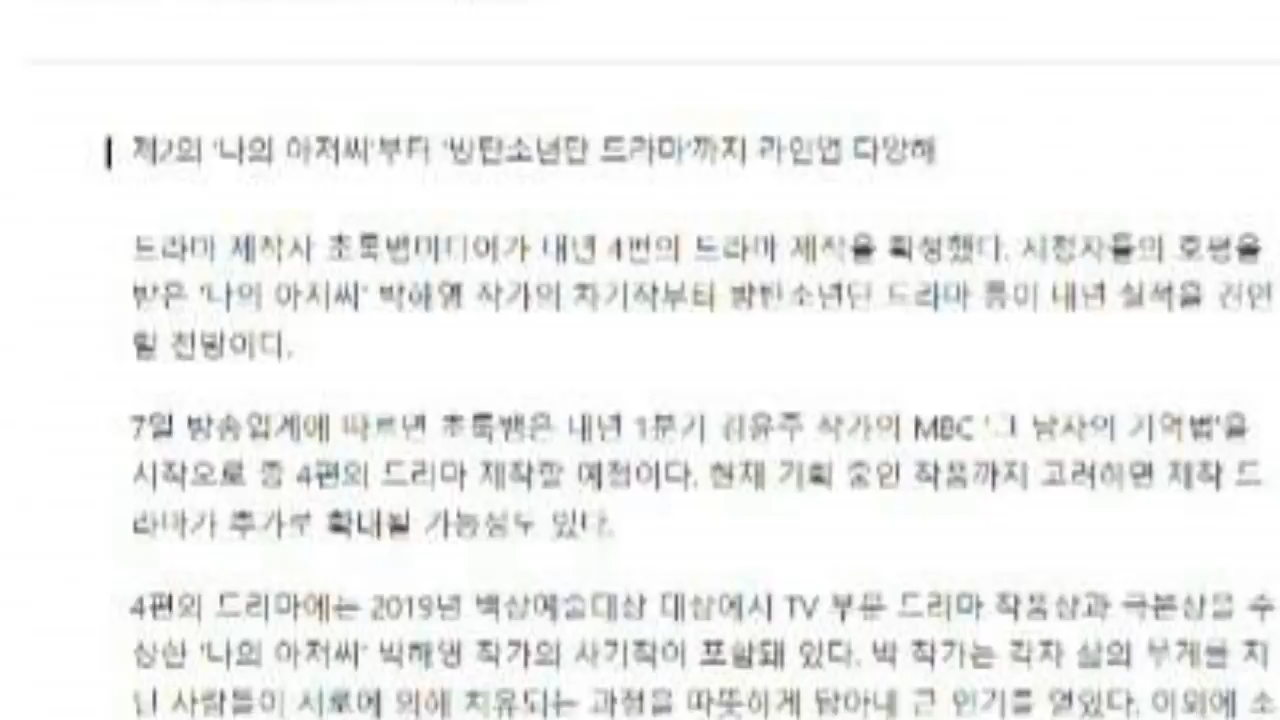 제2의 '나의 아저씨'부터 '방탄소년단 드라마'까지 라인업 다양해
드라마 제작사 초록뱀미디어가 내년 4편의 드라마 제작을 확정했다. 시청자들의 호평을
받은 '나의 아저씨' 박해영 작가의 차기작부터 방탄소년단 드라마 등이 내년 실적을 견인
할 전망이다.
7일 방송업계에 따르면 초록뱀은 내년 1분기 김윤주 작가의 MBC '그 남자의 기억법'을
시작으로 총 4편의 드라마 제작할 예정이다. 현재 기획 중인 작품까지 고려하면 제작 드
라마가 추가로 확대될 가능성도 있다.
4편의 드라마에는 2019년 백상예술대상 대상에서 TV 부문 드라마 작품상과 극본상을 수
상한 '나의 아저씨' 박해영 작가의 차기작이 포함돼 있다. 박 작가는 각자 삶의 무게를 지
닌 사람들이 서로에 의해 치유되는 과정을 따뜻하게 담아내 큰 인기를 얻었다. 이외에 소